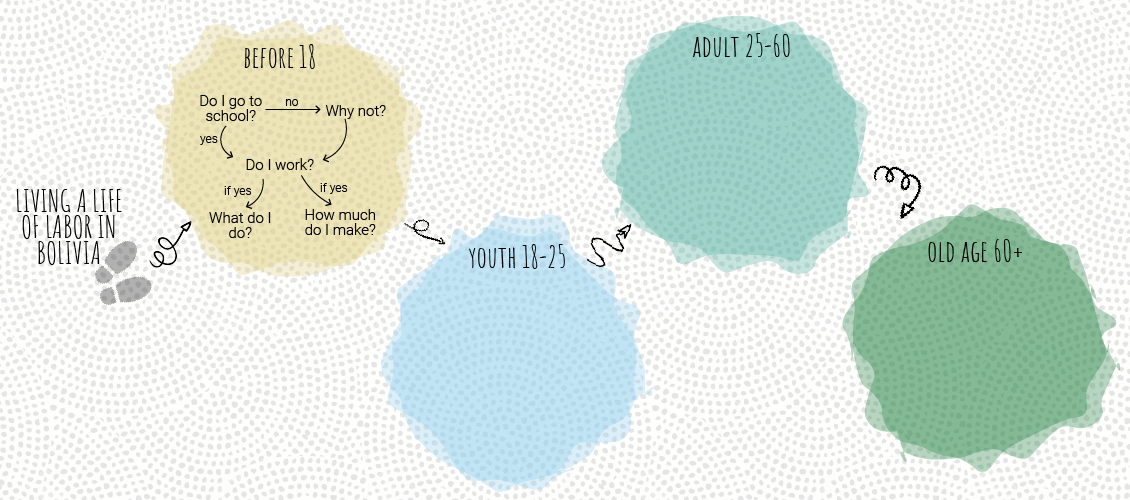 LIVING A LIFE
OF LABOR IN
BOLIVIA
BEFORE 18
Do I go to
school?
no
Why not?
yes
Do I work?
if yes
if yes
What do I
do?
How much
do I make?
YOUTH 18-25
ADULT 25-60
OLD AGE 60+